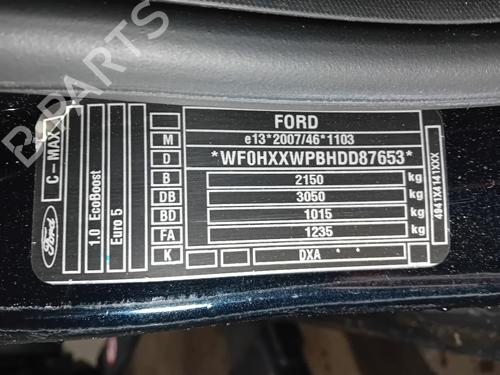 B-PARTS
FORD
M e13*2007/46*1103
D *WF0HXXWPBHDD87653*
B 2150 kg
DB 3050 kg
BD 1015 kg
FA 1235 kg
K DXA
C-MAX
1.0 EcoBoost
Euro 5
Ford
4941X4141XXX